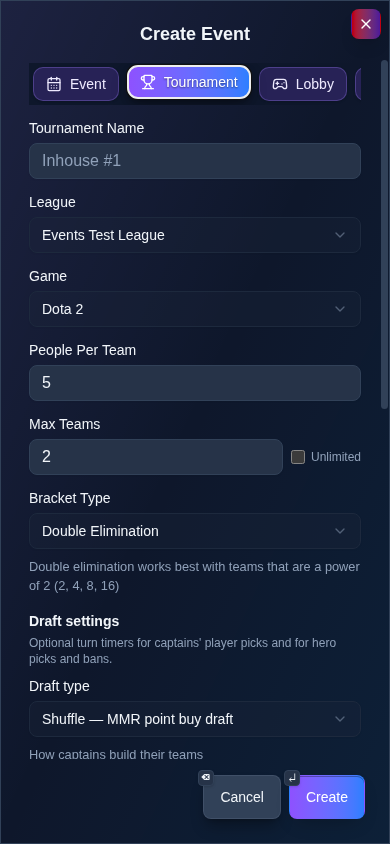 Create Event
Event
Tournament
Lobby
Tournament Name
Inhouse #1
League
Events Test League
Game
Dota 2
People Per Team
5
Max Teams
2
Unlimited
Bracket Type
Double Elimination
Double elimination works best with teams that are a power
of 2 (2, 4, 8, 16)
Draft settings
Optional turn timers for captains' player picks and for hero
picks and bans.
Draft type
Shuffle — MMR point buy draft
How captains build their teams
Cancel
Create